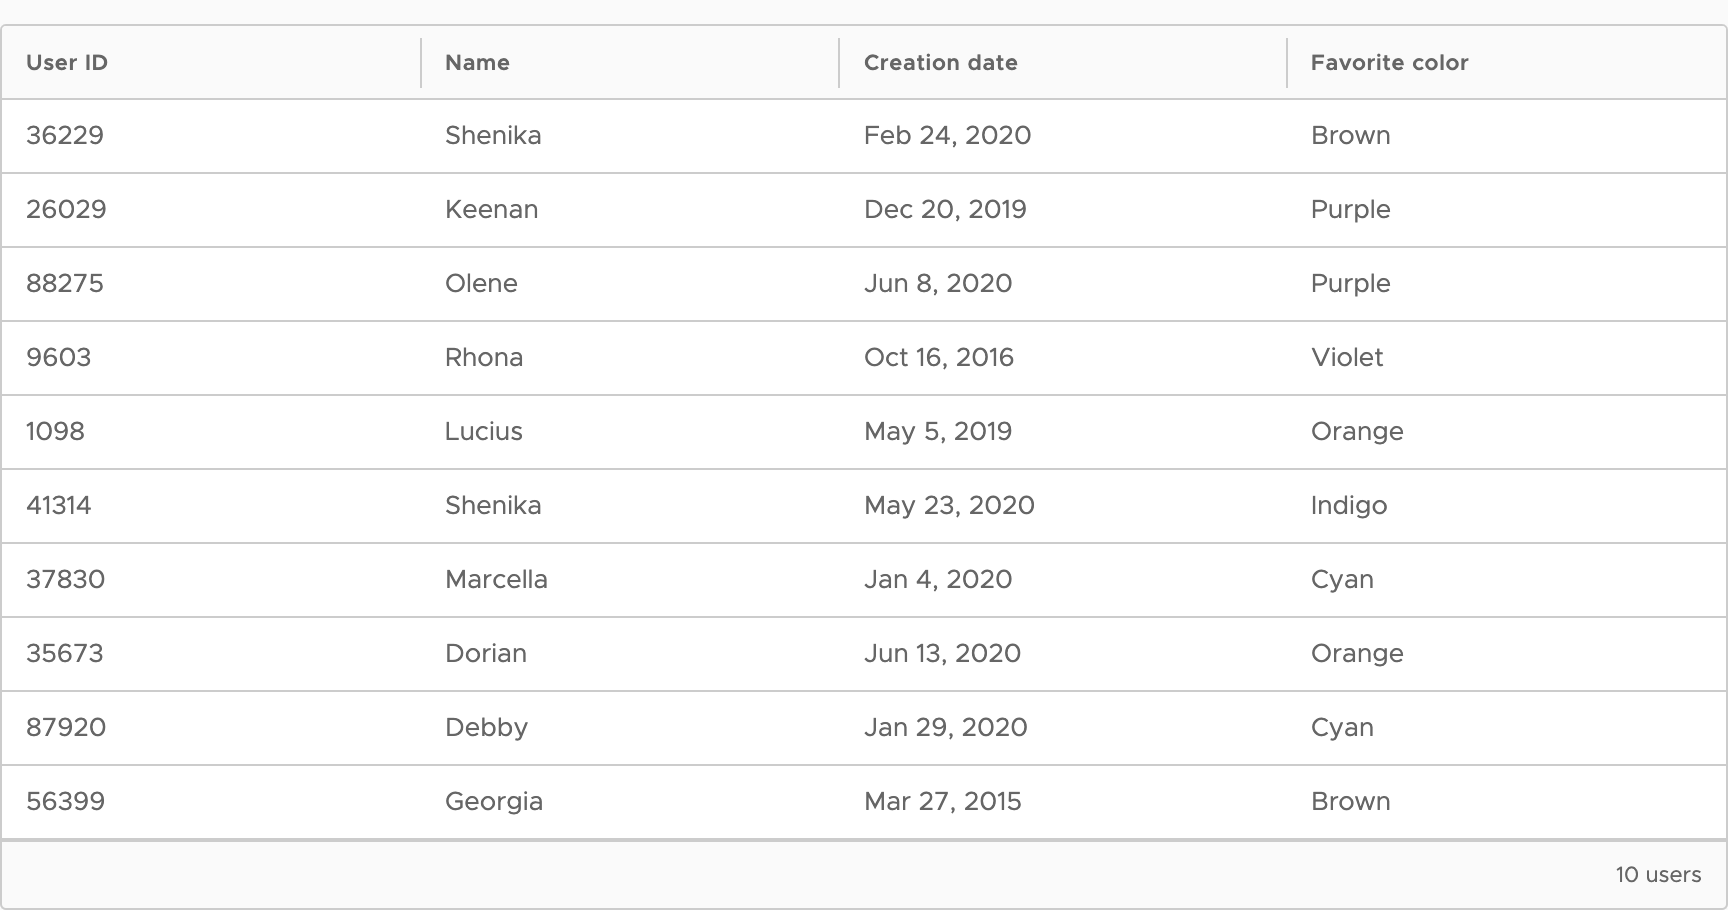 User ID Name Creation date Favorite color
36229 Shenika Feb 24, 2020 Brown
26029 Keenan Dec 20, 2019 Purple
88275 Olene Jun 8, 2020 Purple
9603 Rhona Oct 16, 2016 Violet
1098 Lucius May 5, 2019 Orange
41314 Shenika May 23, 2020 Indigo
37830 Marcella Jan 4, 2020 Cyan
35673 Dorian Jun 13, 2020 Orange
87920 Debby Jan 29, 2020 Cyan
56399 Georgia Mar 27, 2015 Brown
10 users